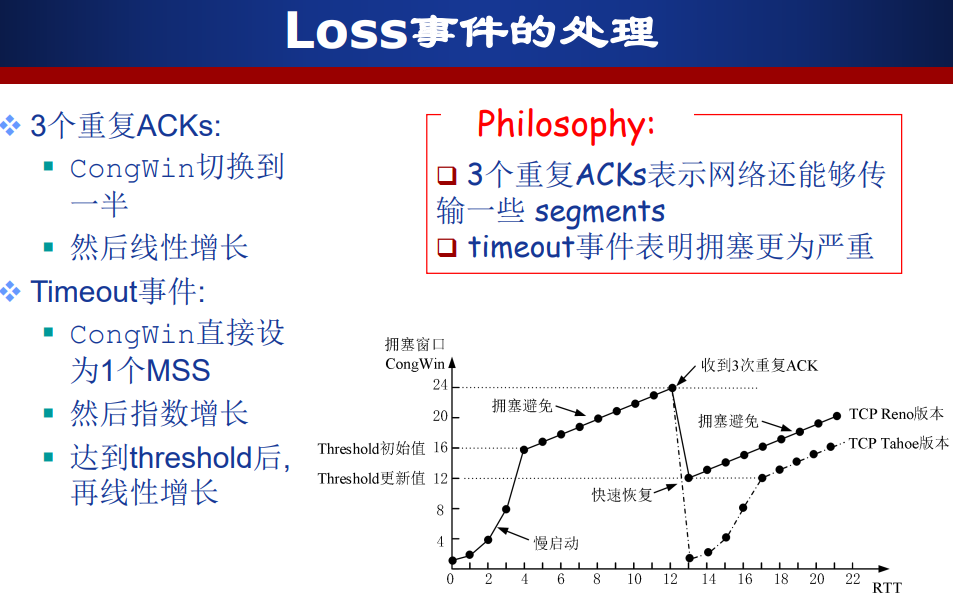 Loss事件的处理
3个重复ACKs:
CongWin切换到
一半
然后线性增长
Timeout事件:
CongWin直接设
为1个MSS
然后指数增长
达到threshold后,
再线性增长
Philosophy:
3个重复ACKs表示网络还能够传
输一些 segments
timeout事件表明拥塞更为严重
拥塞窗口
CongWin
24
20
16
12
8
4
Threshold初始值
Threshold更新值
收到3次重复ACK
拥塞避免
拥塞避免
TCP Reno版本
TCP Tahoe版本
快速恢复
慢启动
0 2 4 6 8 10 12 14 16 18 20 22
RTT